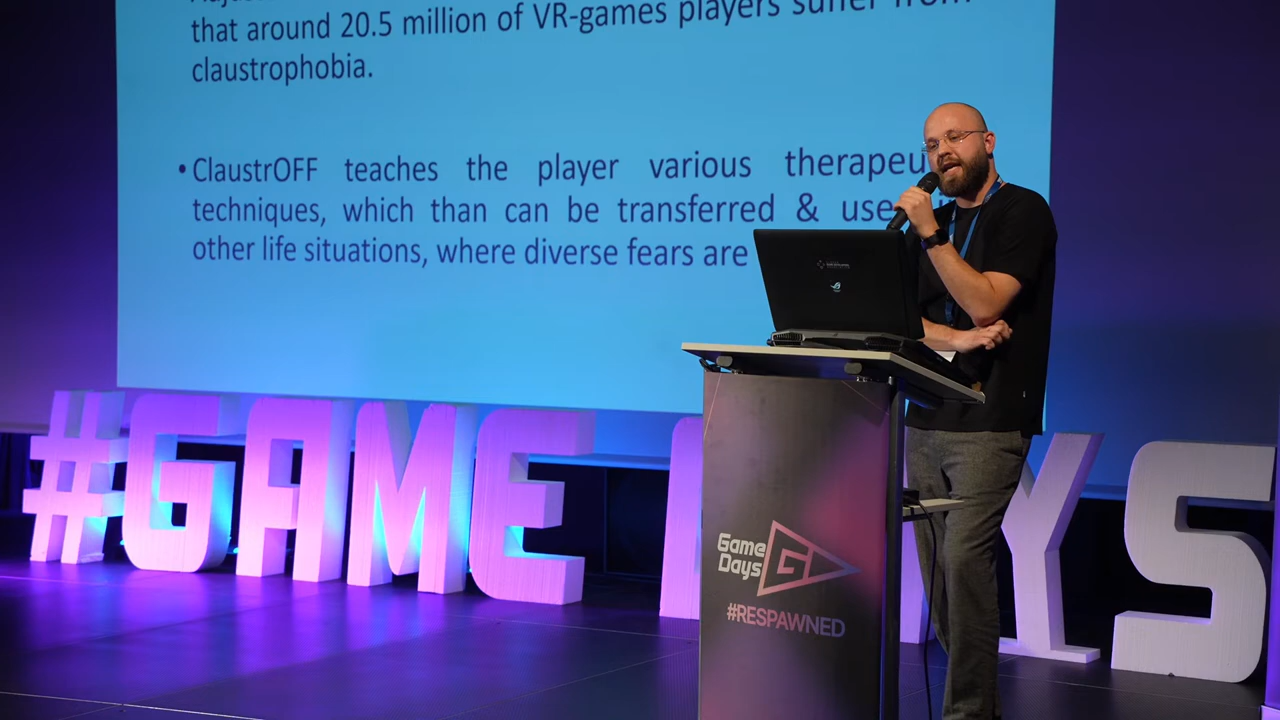 that around 20.5 million of VR-games players suffer from
claustrophobia.
• ClaustrOFF teaches the player various therapeu
techniques, which than can be transferred & use
other life situations, where diverse fears are
#GAME YS
Game
Days G
#RESPAWNED